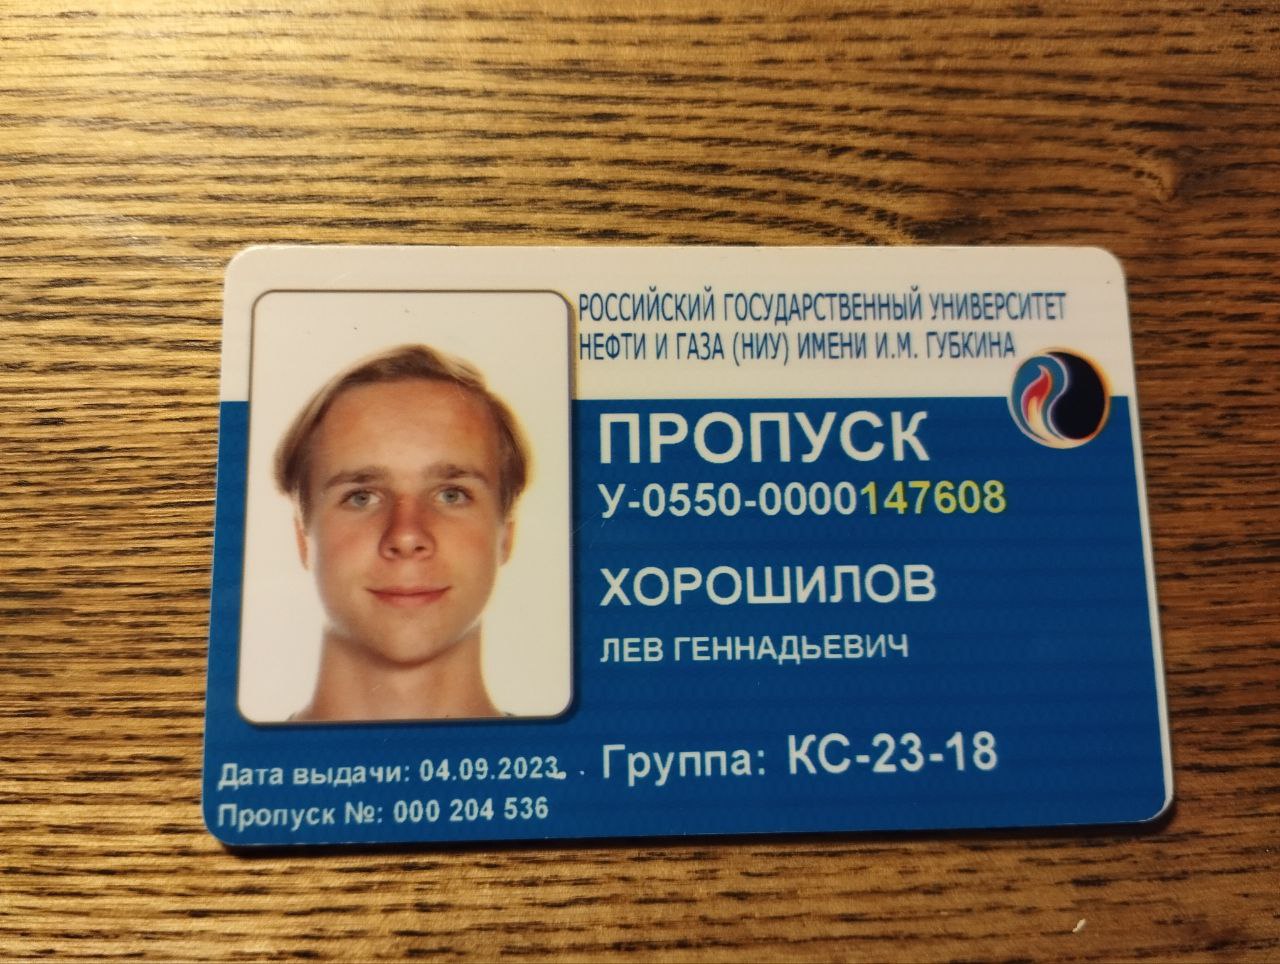 РОССИЙСКИЙ ГОСУДАРСТВЕННЫЙ УНИВЕРСИТЕТ
НЕФТИ И ГАЗА (НИУ) ИМЕНИ И.М. ГУБКИНА
ПРОПУСК
У-0550-0000147608
ХОРОШИЛОВ
ЛЕВ ГЕННАДЬЕВИЧ
Группа: КС-23-18
Дата выдачи: 04.09.2023
Пропуск №: 000 204 536